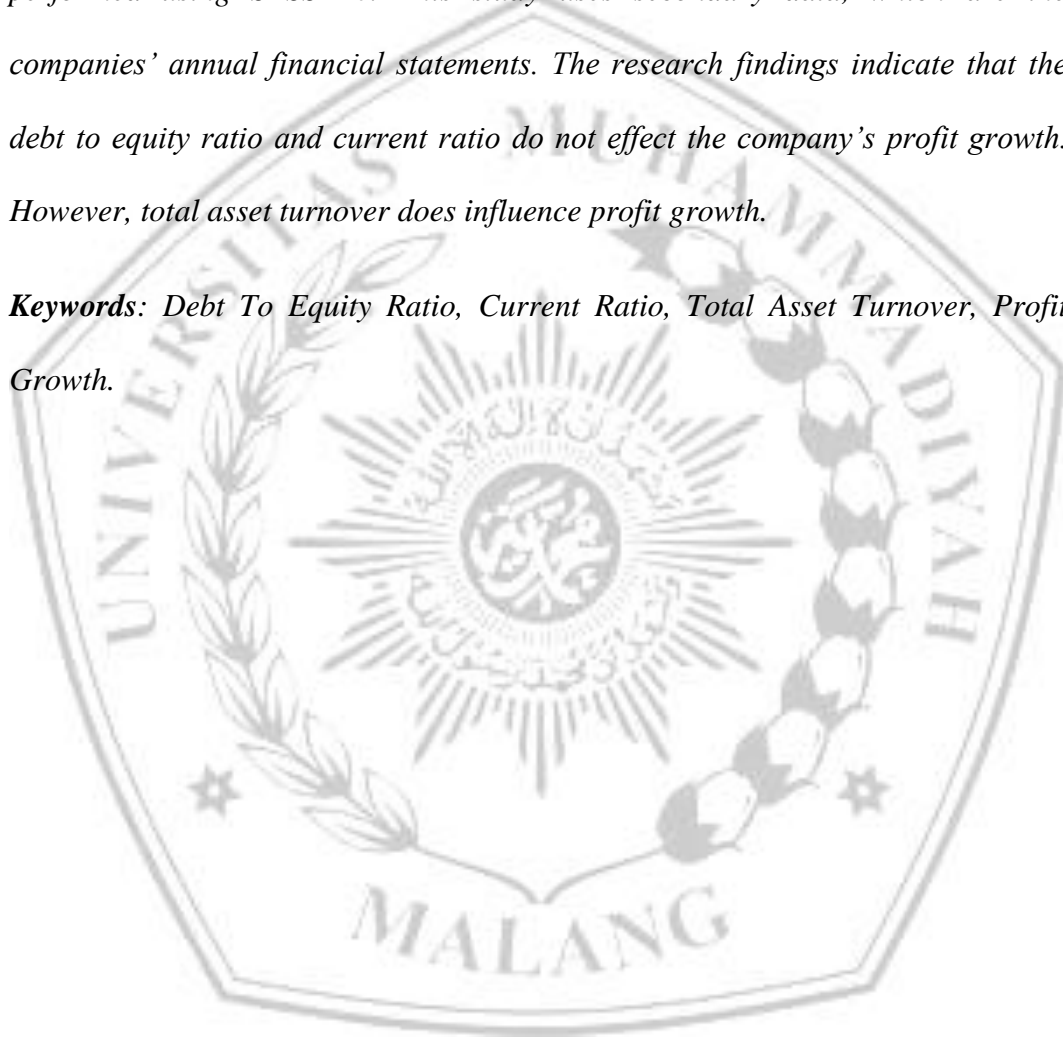 companies’ annual financial statements. The research findings indicate that the
debt to equity ratio and current ratio do not effect the company’s profit growth.
However, total asset turnover does influence profit growth.
Keywords: Debt To Equity Ratio, Current Ratio, Total Asset Turnover, Profit
Growth.
UNIVERSITAS MUHAMMADIYAH
MALANG